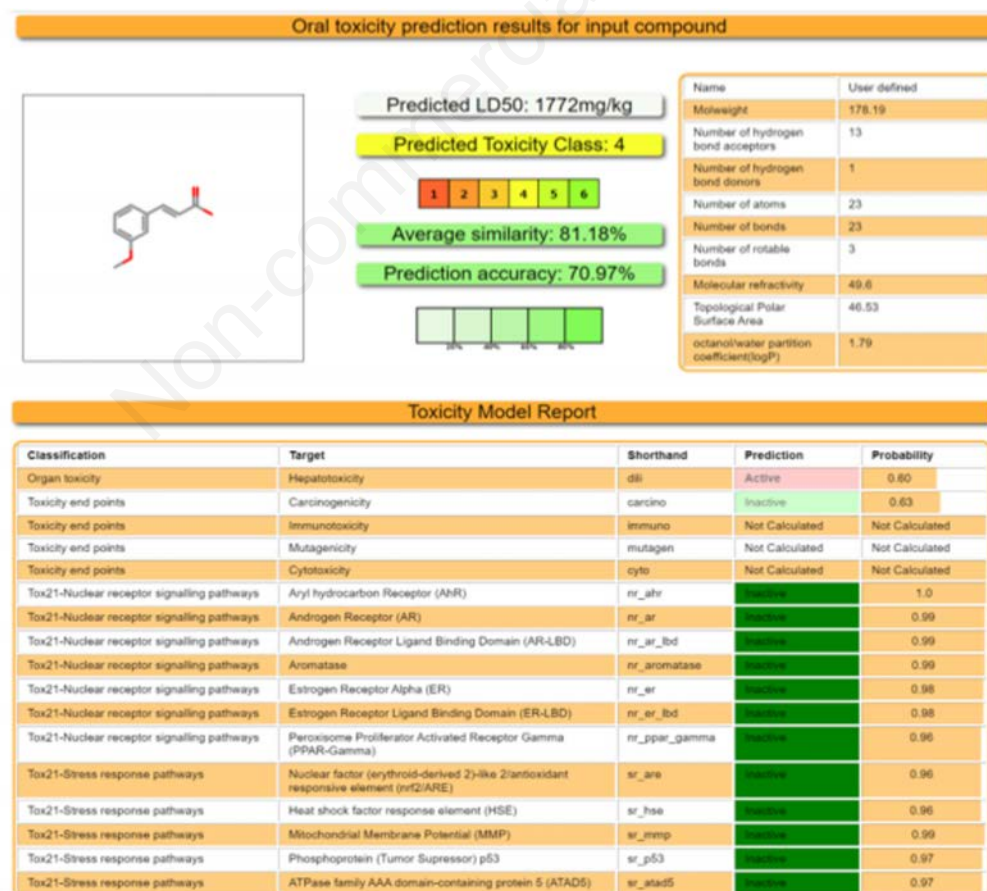 Oral toxicity prediction results for input compound
Predicted LD50: 1772mg/kg
Predicted Toxicity Class: 4
1 2 3 4 5 6
Average similarity: 81.18%
Prediction accuracy: 70.97%
20% 40% 60% 80%
Name User defined
Molweight 178.19
Number of hydrogen bond acceptors 13
Number of hydrogen bond donors 1
Number of atoms 23
Number of bonds 23
Number of rotable bonds 3
Molecular refractivity 49.6
Topological Polar Surface Area 46.53
octanol/water partition coefficient(logP) 1.79
Toxicity Model Report
Classification Target Shorthand Prediction Probability
Organ toxicity Hepatotoxicity dili Active 0.60
Toxicity end points Carcinogenicity carcino Inactive 0.63
Toxicity end points Immunotoxicity immuno Not Calculated Not Calculated
Toxicity end points Mutagenicity mutagen Not Calculated Not Calculated
Toxicity end points Cytotoxicity cyto Not Calculated Not Calculated
Tox21-Nuclear receptor signalling pathways Aryl hydrocarbon Receptor (AhR) nr_ahr Inactive 1.0
Tox21-Nuclear receptor signalling pathways Androgen Receptor (AR) nr_ar Inactive 0.99
Tox21-Nuclear receptor signalling pathways Androgen Receptor Ligand Binding Domain (AR-LBD) nr_ar_lbd Inactive 0.99
Tox21-Nuclear receptor signalling pathways Aromatase nr_aromatase Inactive 0.99
Tox21-Nuclear receptor signalling pathways Estrogen Receptor Alpha (ER) nr_er Inactive 0.98
Tox21-Nuclear receptor signalling pathways Estrogen Receptor Ligand Binding Domain (ER-LBD) nr_er_lbd Inactive 0.98
Tox21-Nuclear receptor signalling pathways Peroxisome Proliferator Activated Receptor Gamma (PPAR-Gamma) nr_ppar_gamma Inactive 0.96
Tox21-Stress response pathways Nuclear factor (erythroid-derived 2)-like 2/antioxidant responsive element (nrf2/ARE) sr_are Inactive 0.96
Tox21-Stress response pathways Heat shock factor response element (HSE) sr_hse Inactive 0.96
Tox21-Stress response pathways Mitochondrial Membrane Potential (MMP) sr_mmp Inactive 0.99
Tox21-Stress response pathways Phosphoprotein (Tumor Supressor) p53 sr_p53 Inactive 0.97
Tox21-Stress response pathways ATPase family AAA domain-containing protein 5 (ATAD5) sr_atad5 Inactive 0.97